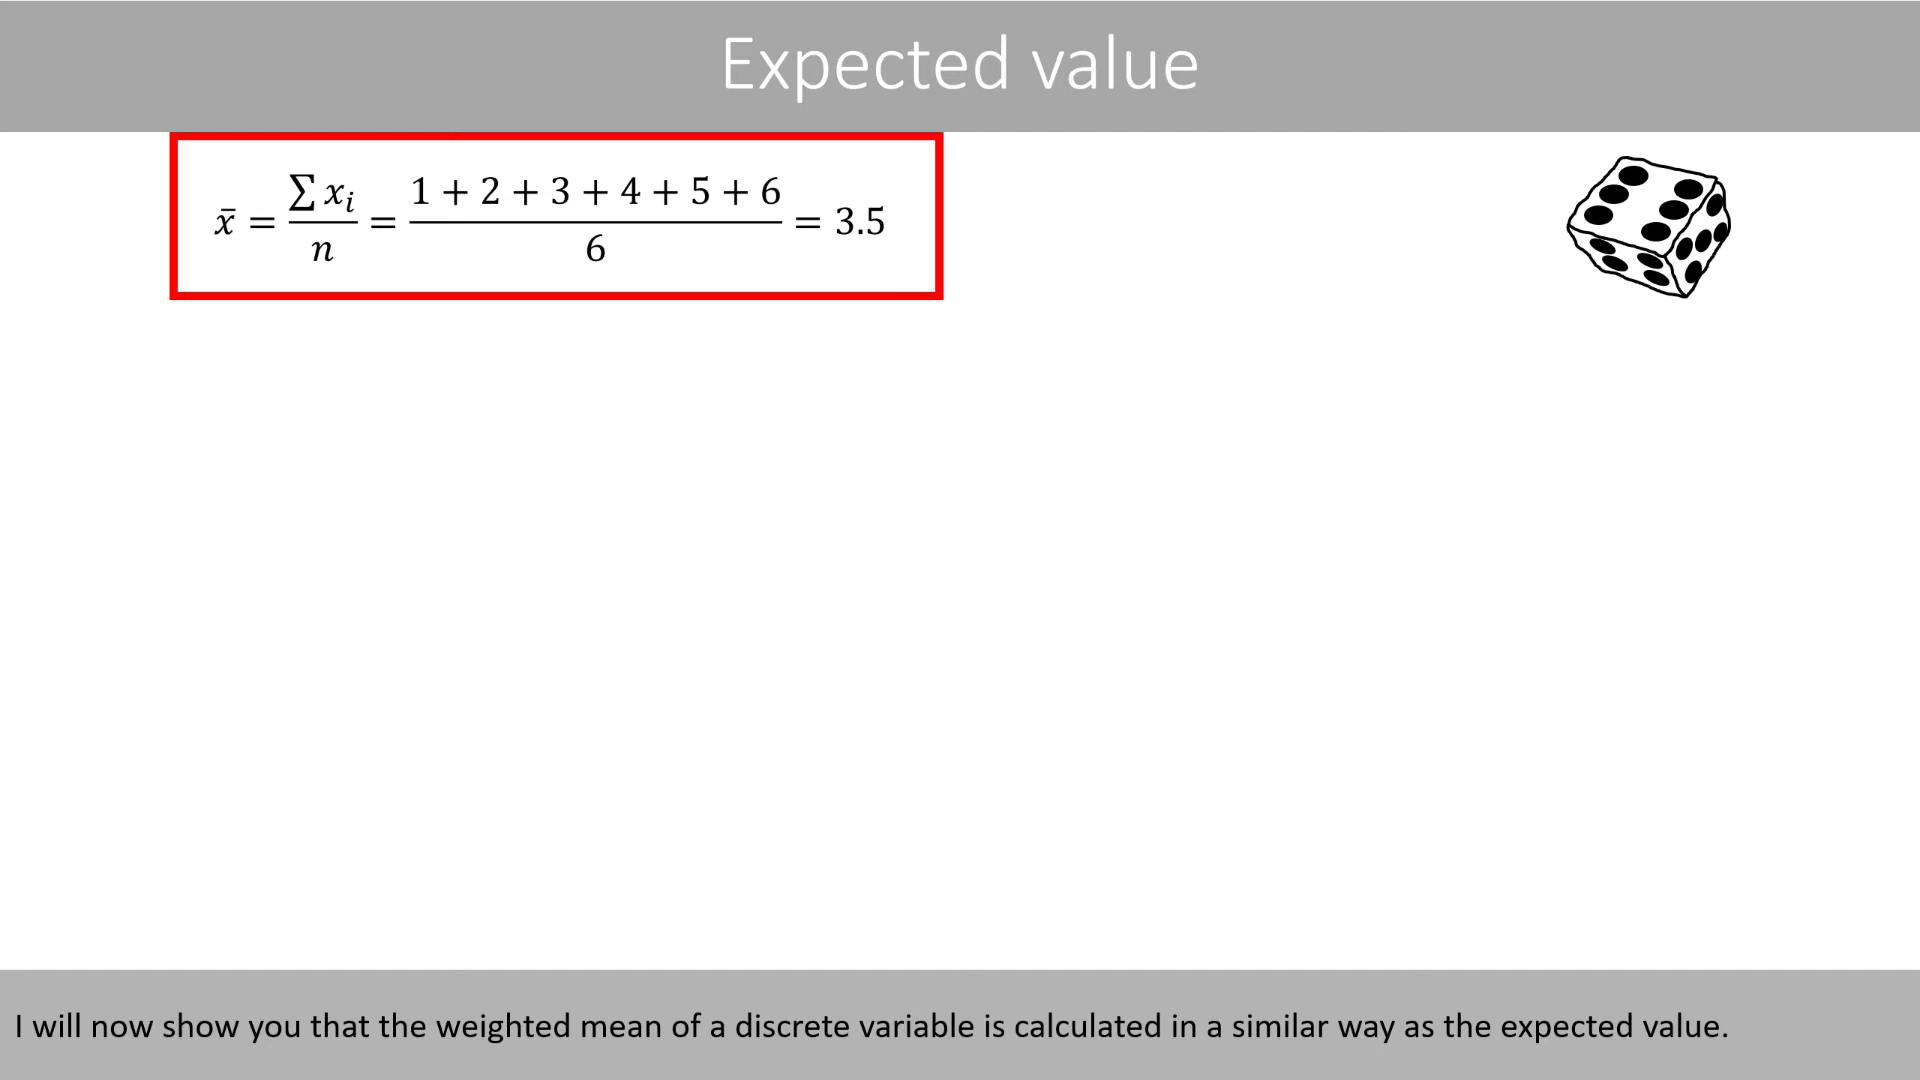 Expected value
x̄ = ∑ xᵢ / n = 1 + 2 + 3 + 4 + 5 + 6 / 6 = 3.5
I will now show you that the weighted mean of a discrete variable is calculated in a similar way as the expected value.